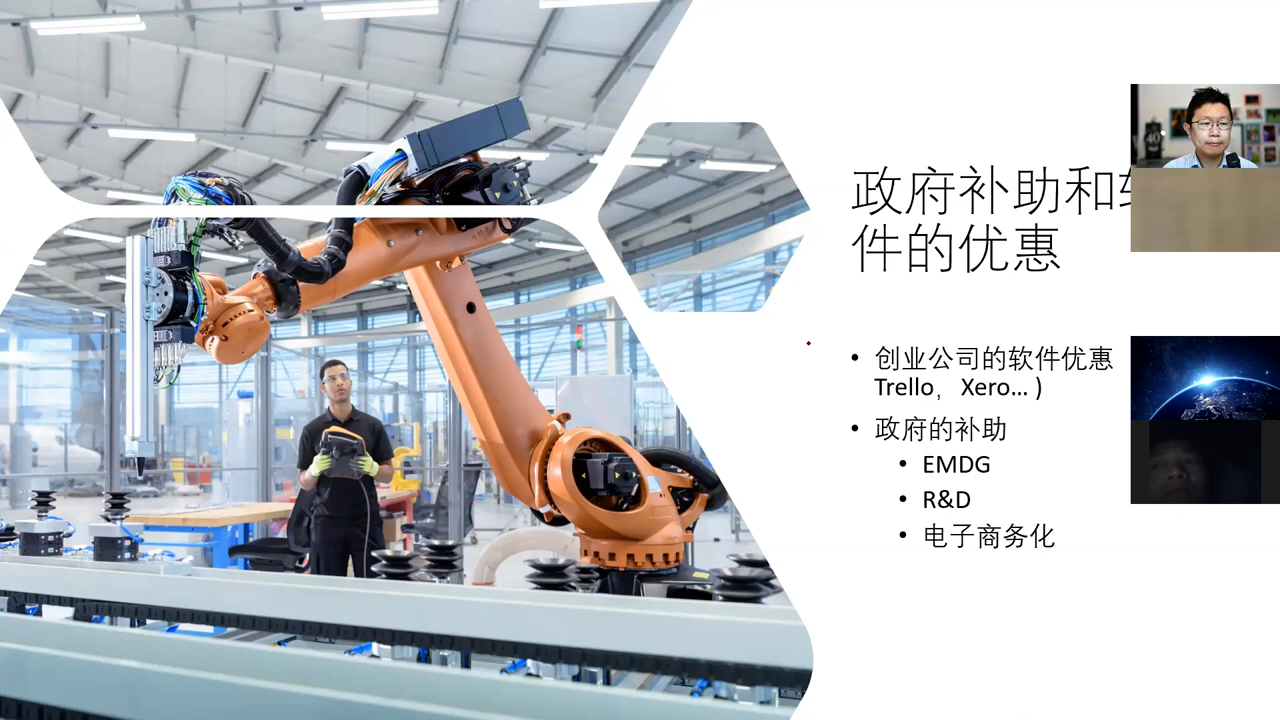 政府补助和
件的优惠
• 创业公司的软件优惠
Trello， Xero... )
• 政府的补助
• EMDG
• R&D
• 电子商务化